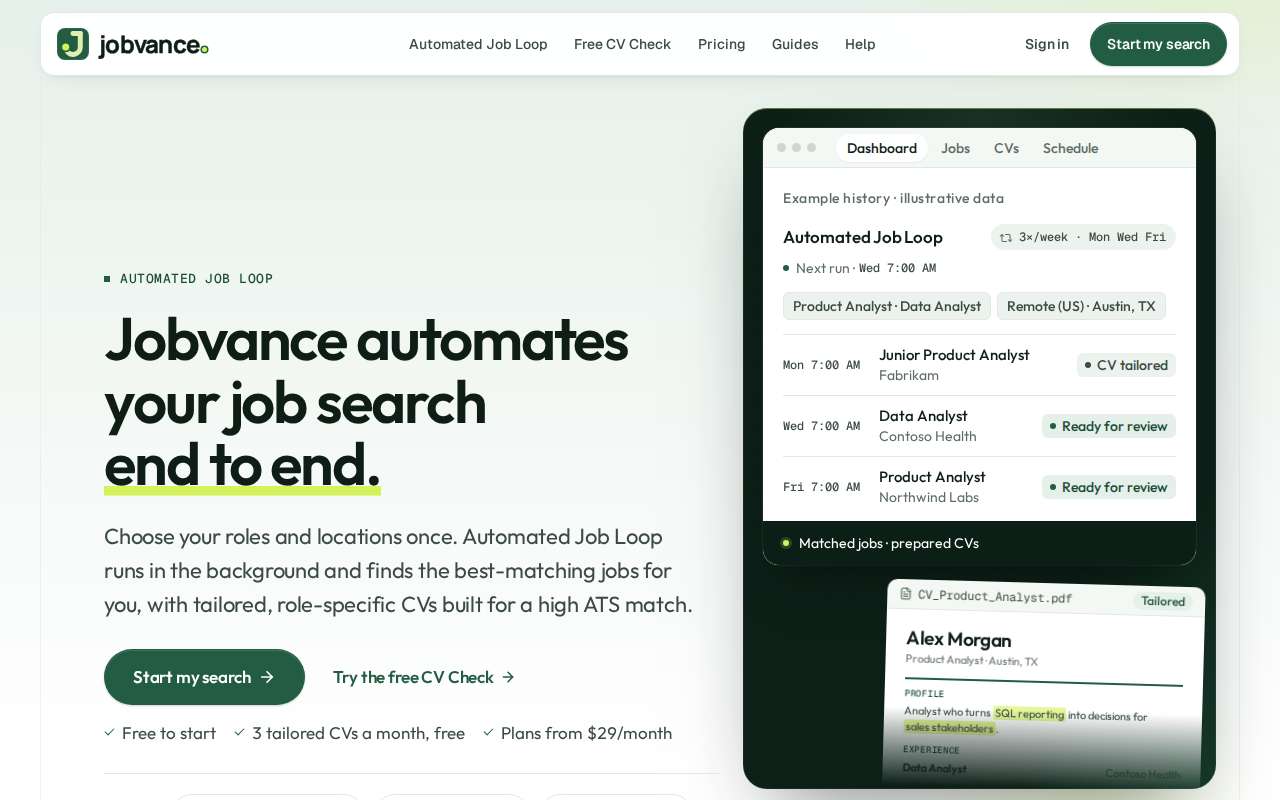 jobvance
Automated Job Loop
Free CV Check
Pricing
Guides
Help
Sign in
Start my search
AUTOMATED JOB LOOP
Jobvance automates
your job search
end to end.
Choose your roles and locations once. Automated Job Loop
runs in the background and finds the best-matching jobs for
you, with tailored, role-specific CVs built for a high ATS match.
Start my search →
Try the free CV Check →
✓ Free to start
✓ 3 tailored CVs a month, free
✓ Plans from $29/month
Dashboard
Jobs
CVs
Schedule
Example history · illustrative data
Automated Job Loop
3×/week · Mon Wed Fri
Next run · Wed 7:00 AM
Product Analyst · Data Analyst
Remote (US) · Austin, TX
Mon 7:00 AM
Junior Product Analyst
Fabrikam
CV tailored
Wed 7:00 AM
Data Analyst
Contoso Health
Ready for review
Fri 7:00 AM
Product Analyst
Northwind Labs
Ready for review
Matched jobs · prepared CVs
CV_Product_Analyst.pdf
Tailored
Alex Morgan
Product Analyst · Austin, TX
PROFILE
Analyst who turns SQL reporting into decisions for
sales stakeholders.
EXPERIENCE
Data Analyst
Contoso Health